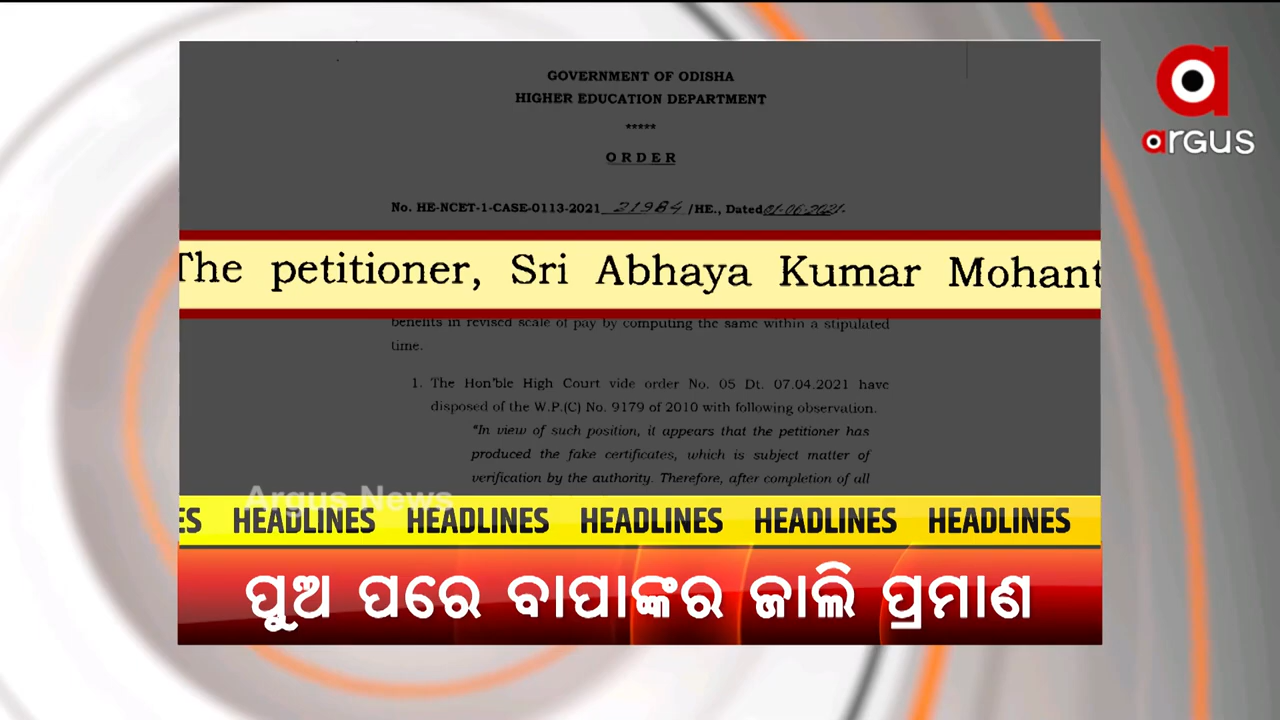 GOVERNMENT OF ODISHA
HIGHER EDUCATION DEPARTMENT
*****
ORDER
No. HE-NCET-1-CASE-0113-2021 21984 /HE., Dated 01-06-2021.
The petitioner, Sri Abhaya Kumar Mohant
benefits in revised scale of pay by computing the same within a stipulated
time.
1. The Hon'ble High Court vide order No. 05 Dt. 07.04.2021 have
disposed of the W.P.(C) No. 9179 of 2010 with following observation.
"In view of such position, it appears that the petitioner has
produced the fake certificates, which is subject matter of
verification by the authority. Therefore, after completion of all
Argus News
ES HEADLINES HEADLINES HEADLINES HEADLINES HEADLINES
ପୁଅ ପରେ ବାପାଙ୍କର ଜାଲି ପ୍ରମାଣ
a
argus